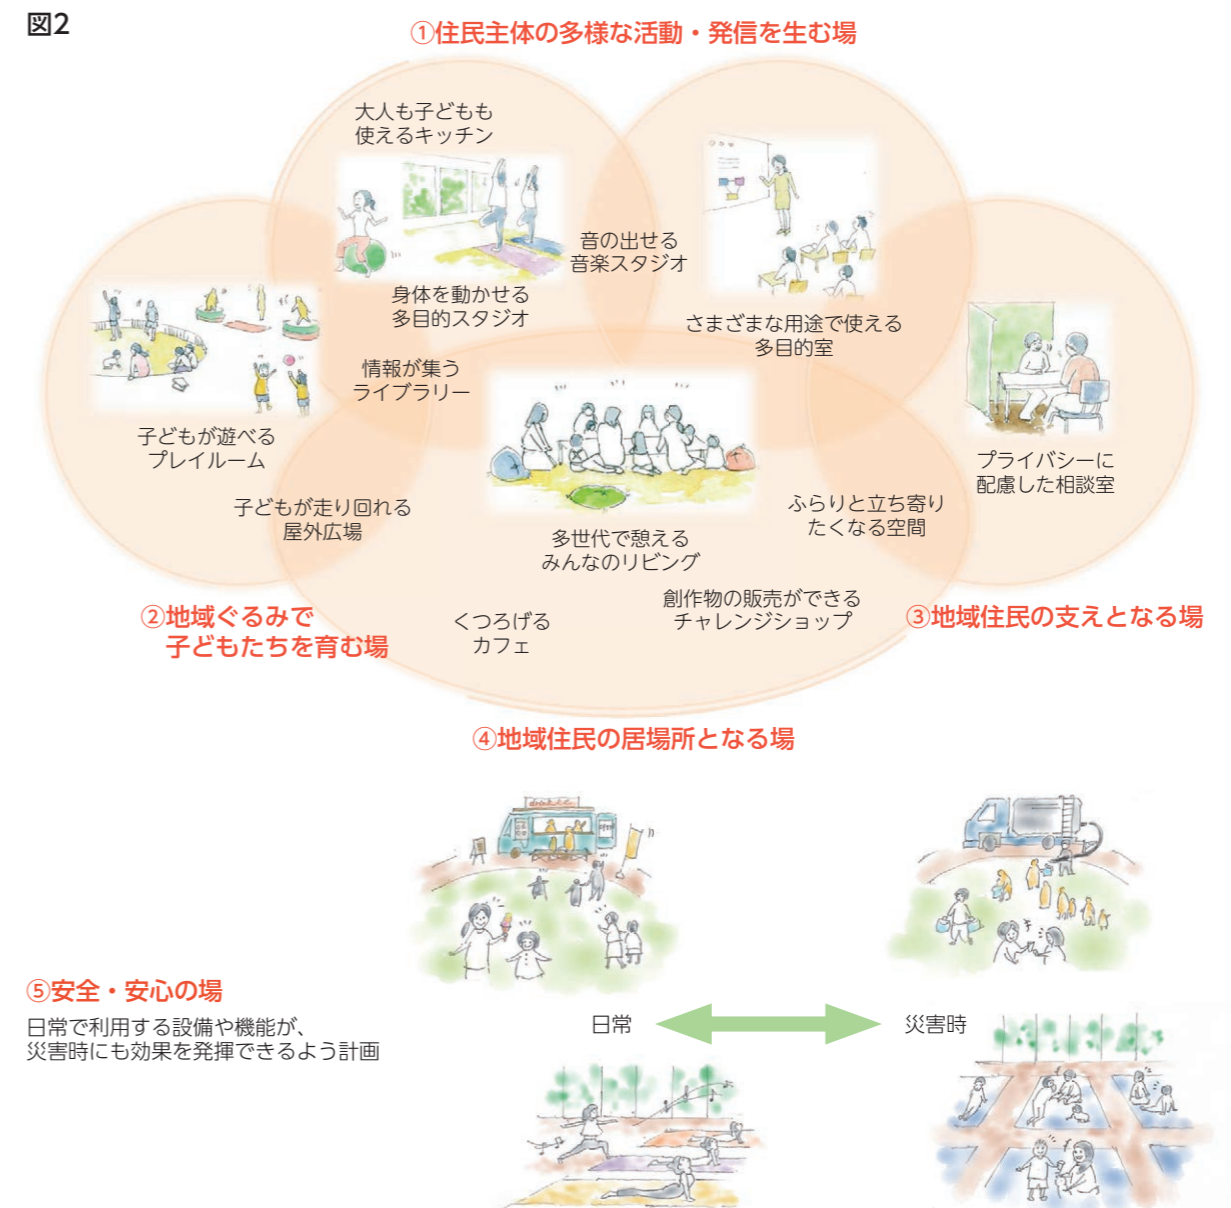 図2
①住民主体の多様な活動・発信を生む場
大人も子どもも
使えるキッチン
音の出せる
音楽スタジオ
身体を動かせる
多目的スタジオ
さまざまな用途で使える
多目的室
情報が集う
ライブラリー
子どもが遊べる
プレイルーム
プライバシーに
配慮した相談室
子どもが走り回れる
屋外広場
ふらりと立ち寄り
たくなる空間
多世代で憩える
みんなのリビング
創作物の販売ができる
チャレンジショップ
くつろげる
カフェ
②地域ぐるみで
子どもたちを育む場
③地域住民の支えとなる場
④地域住民の居場所となる場
⑤安全・安心の場
日常で利用する設備や機能が、
災害時にも効果を発揮できるよう計画
日常
災害時